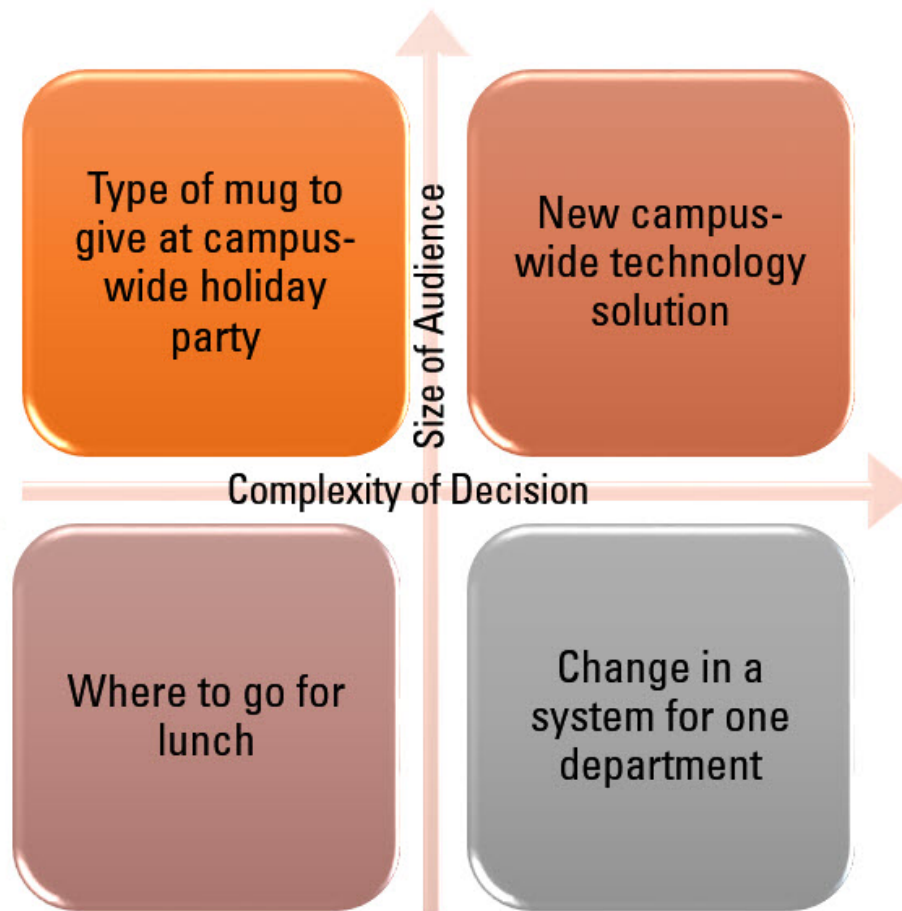 Type of mug to
give at campus-
wide holiday
party
New campus-
wide technology
solution
Size of Audience
Complexity of Decision
Where to go for
lunch
Change in a
system for one
department